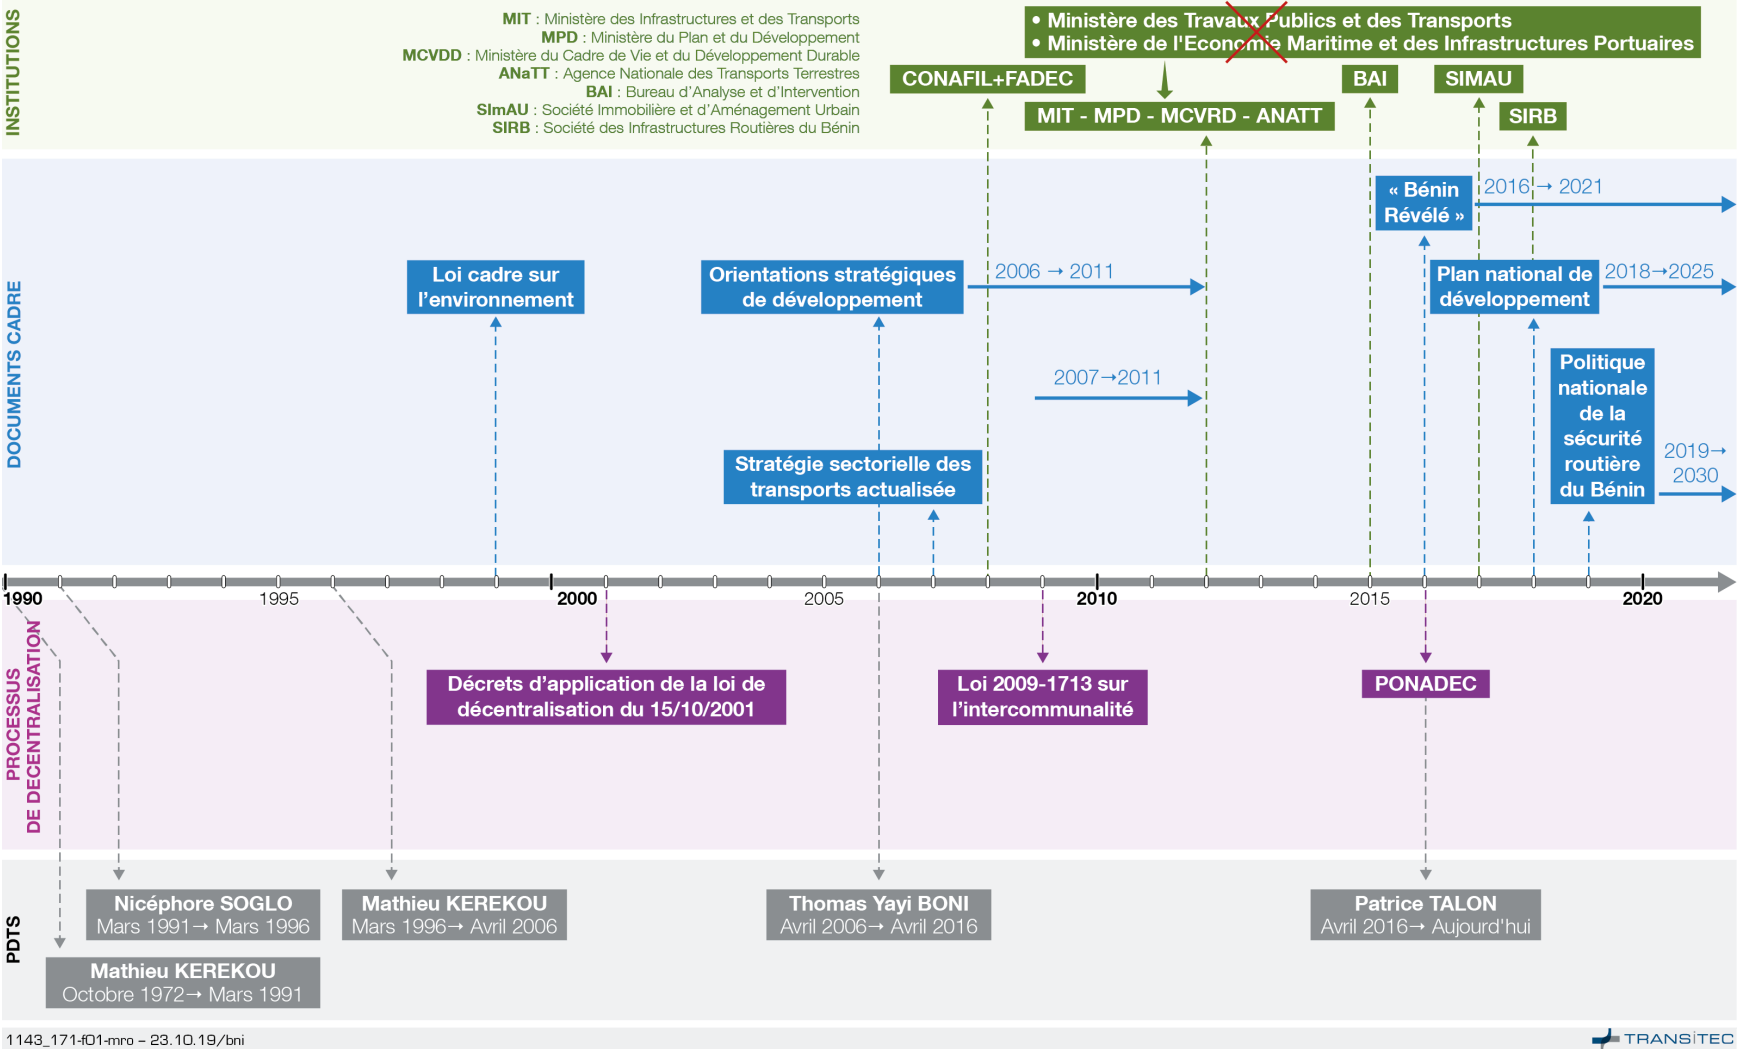 INSTITUTIONS
MIT : Ministère des Infrastructures et des Transports
MPD : Ministère du Plan et du Développement
MCVDD : Ministère du Cadre de Vie et du Développement Durable
ANaTT : Agence Nationale des Transports Terrestres
BAI : Bureau d'Analyse et d'Intervention
SImAU : Société Immobilière et d'Aménagement Urbain
SIRB : Société des Infrastructures Routières du Bénin
• Ministère des Travaux Publics et des Transports
• Ministère de l'Economie Maritime et des Infrastructures Portuaires
CONAFIL+FADEC
BAI
SIMAU
MIT - MPD - MCVRD - ANATT
SIRB
DOCUMENTS CADRE
« Bénin
Révélé »
2016→2021
Loi cadre sur
l'environnement
Orientations stratégiques
de développement
2006→2011
Plan national de
développement
2018→2025
2007→2011
Politique
nationale
de la
sécurité
routière
du Bénin
2019→
2030
Stratégie sectorielle des
transports actualisée
1990
1995
2000
2005
2010
2015
2020
PROCESSUS
DE DECENTRALISATION
Décrets d'application de la loi de
décentralisation du 15/10/2001
Loi 2009-1713 sur
l'intercommunalité
PONADEC
PDTS
Nicéphore SOGLO
Mars 1991→ Mars 1996
Mathieu KEREKOU
Mars 1996→ Avril 2006
Thomas Yayi BONI
Avril 2006→ Avril 2016
Patrice TALON
Avril 2016→ Aujourd'hui
Mathieu KEREKOU
Octobre 1972→ Mars 1991
1143_171-f01-mro – 23.10.19/bni
TRANSiTEC